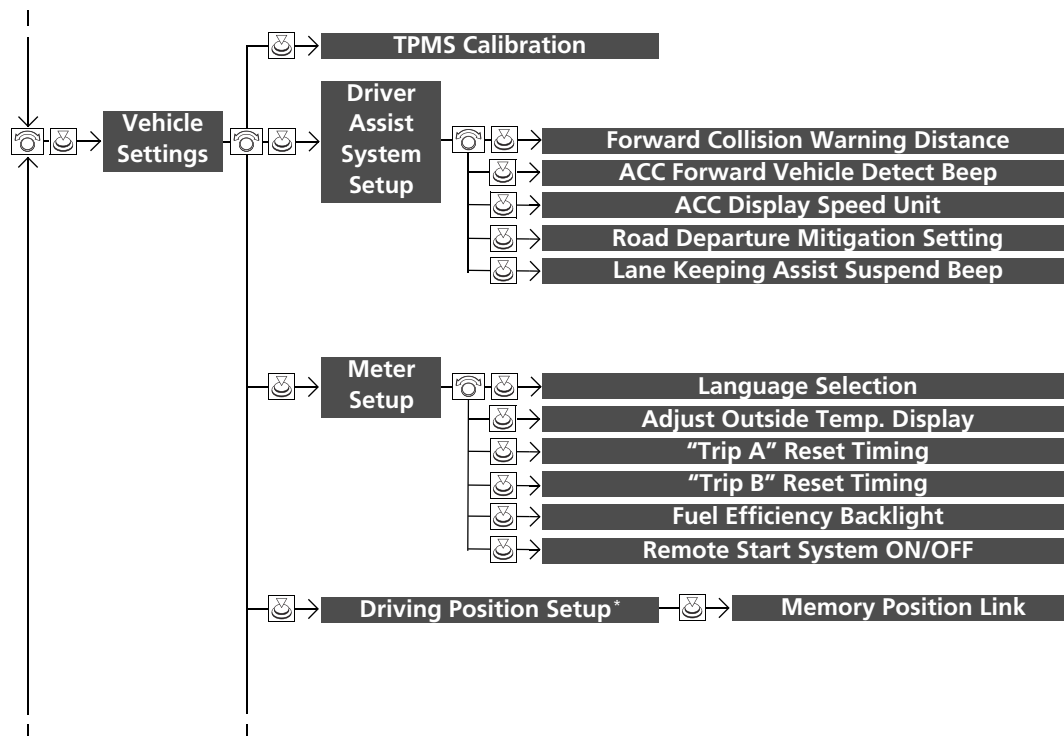 TPMS Calibration
Vehicle
Settings
Driver
Assist
System
Setup
Forward Collision Warning Distance
ACC Forward Vehicle Detect Beep
ACC Display Speed Unit
Road Departure Mitigation Setting
Lane Keeping Assist Suspend Beep
Meter
Setup
Language Selection
Adjust Outside Temp. Display
“Trip A” Reset Timing
“Trip B” Reset Timing
Fuel Efficiency Backlight
Remote Start System ON/OFF
Driving Position Setup*
Memory Position Link